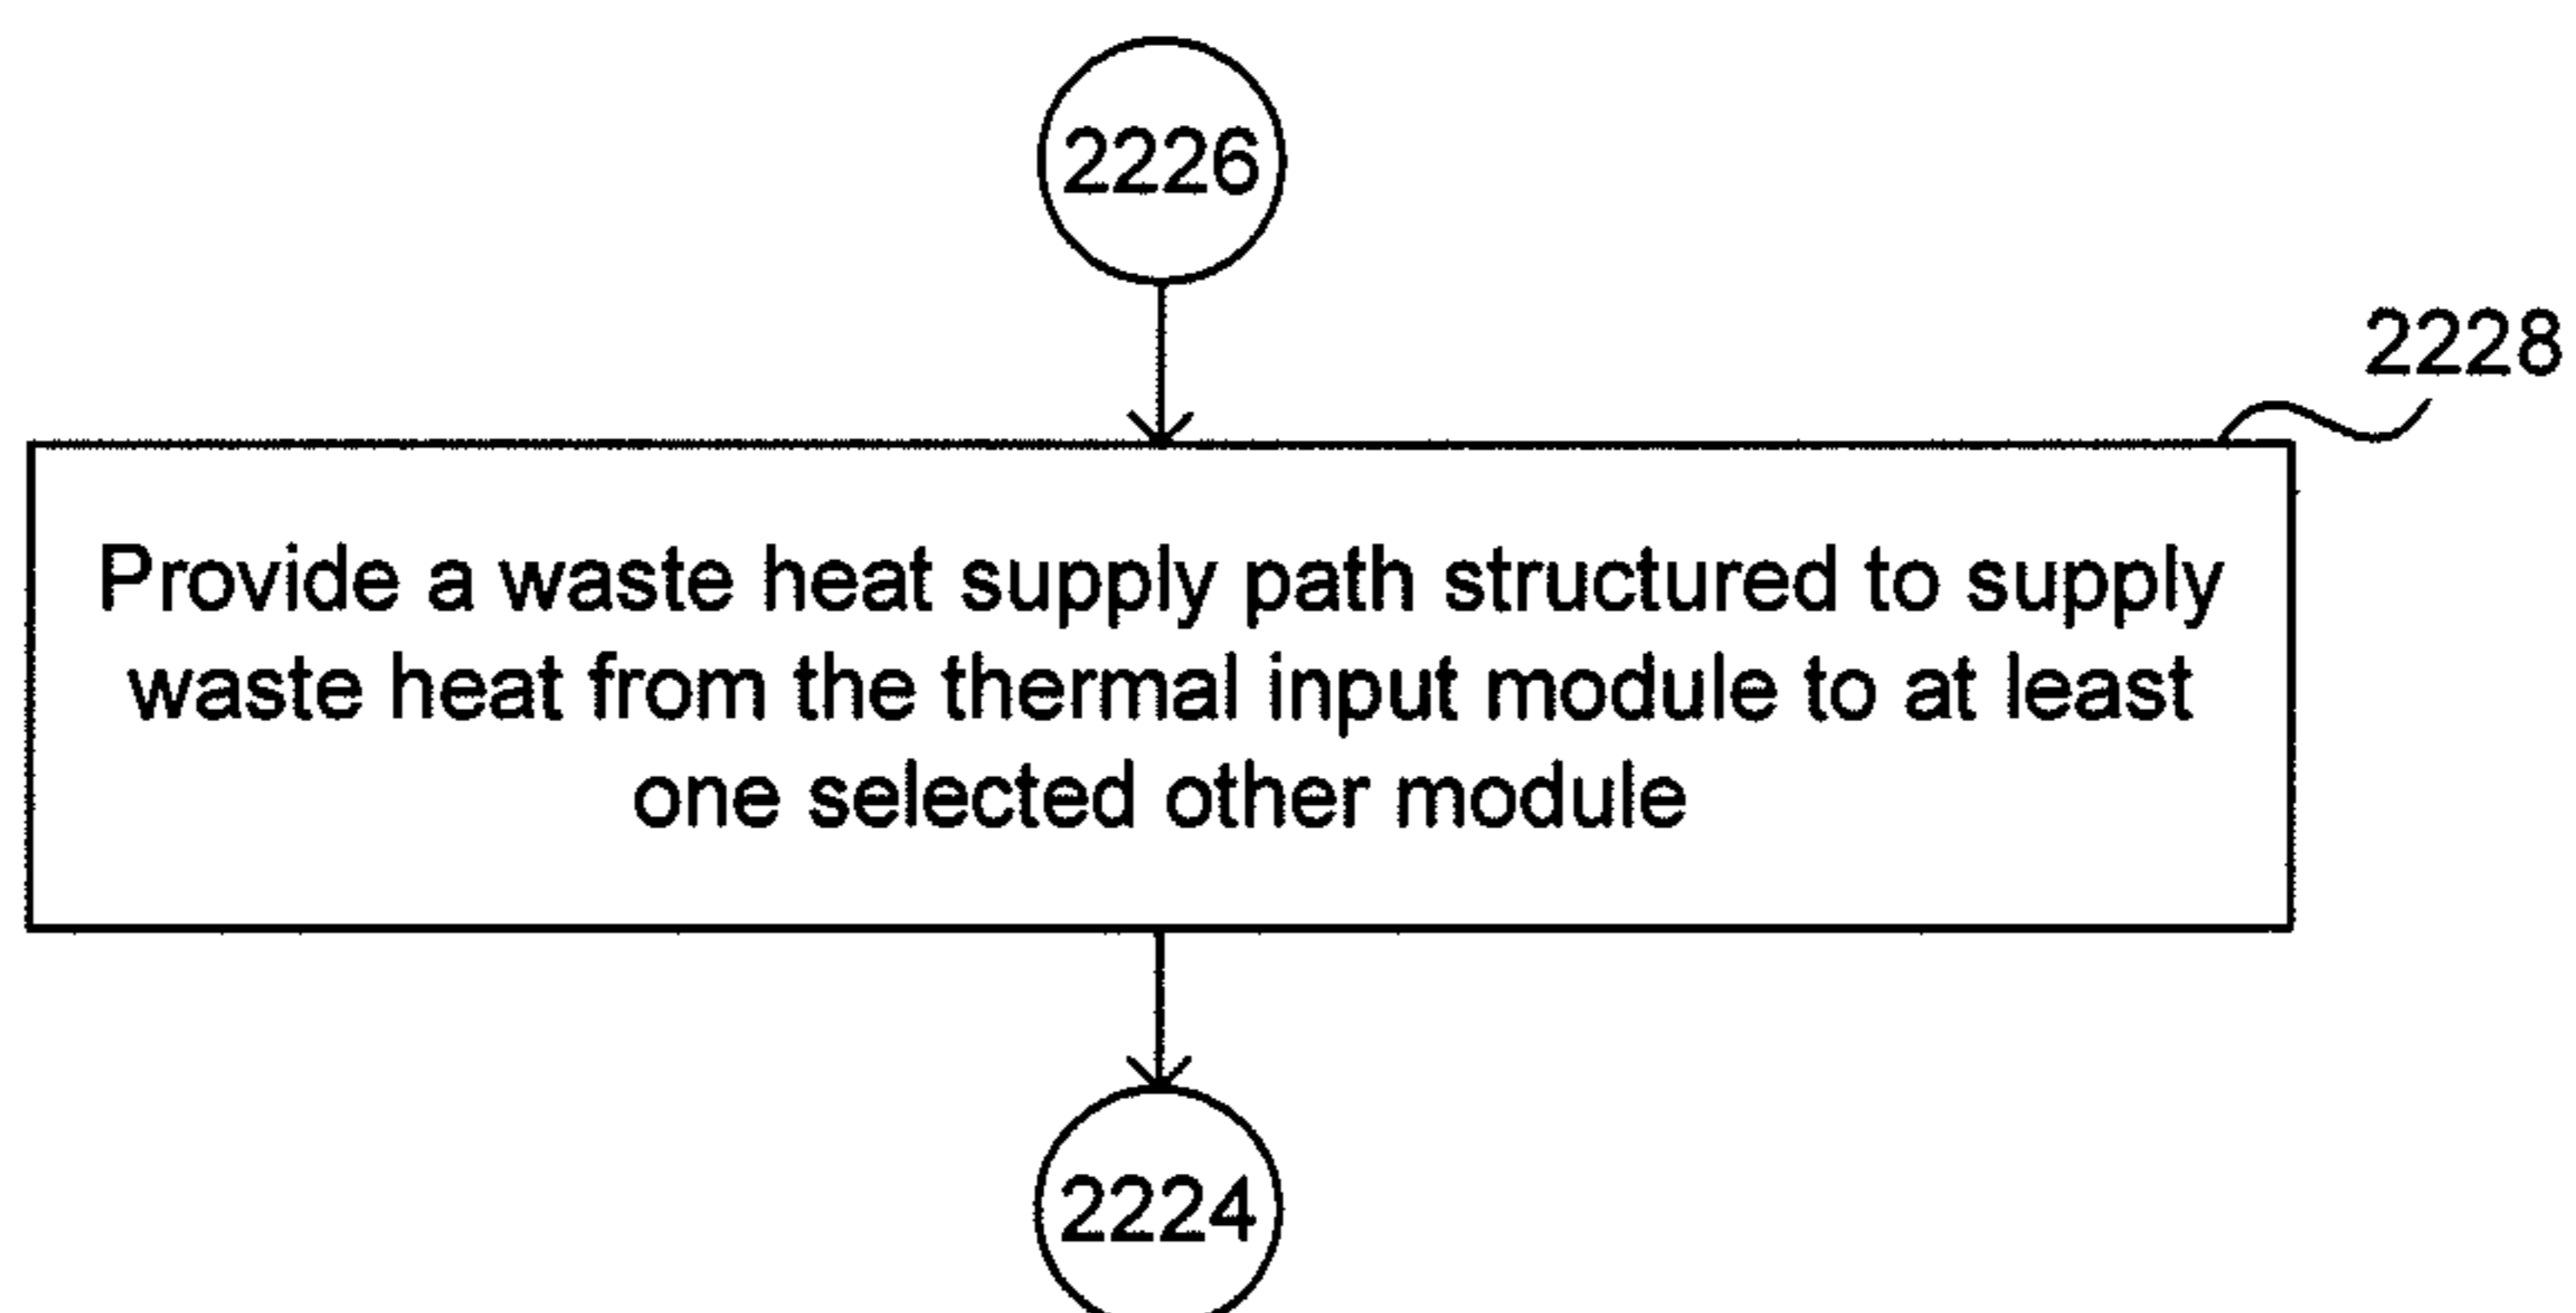 2226
2228
Provide a waste heat supply path structured to supply
waste heat from the thermal input module to at least
one selected other module
2224